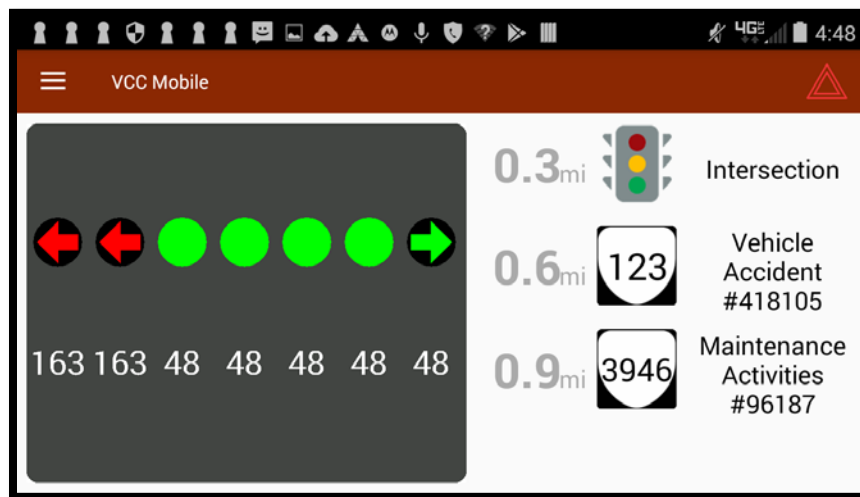 4G LTE 4:48
VCC Mobile
0.3mi Intersection
0.6mi 123 Vehicle
Accident
#418105
163 163 48 48 48 48 48
0.9mi 3946 Maintenance
Activities
#96187